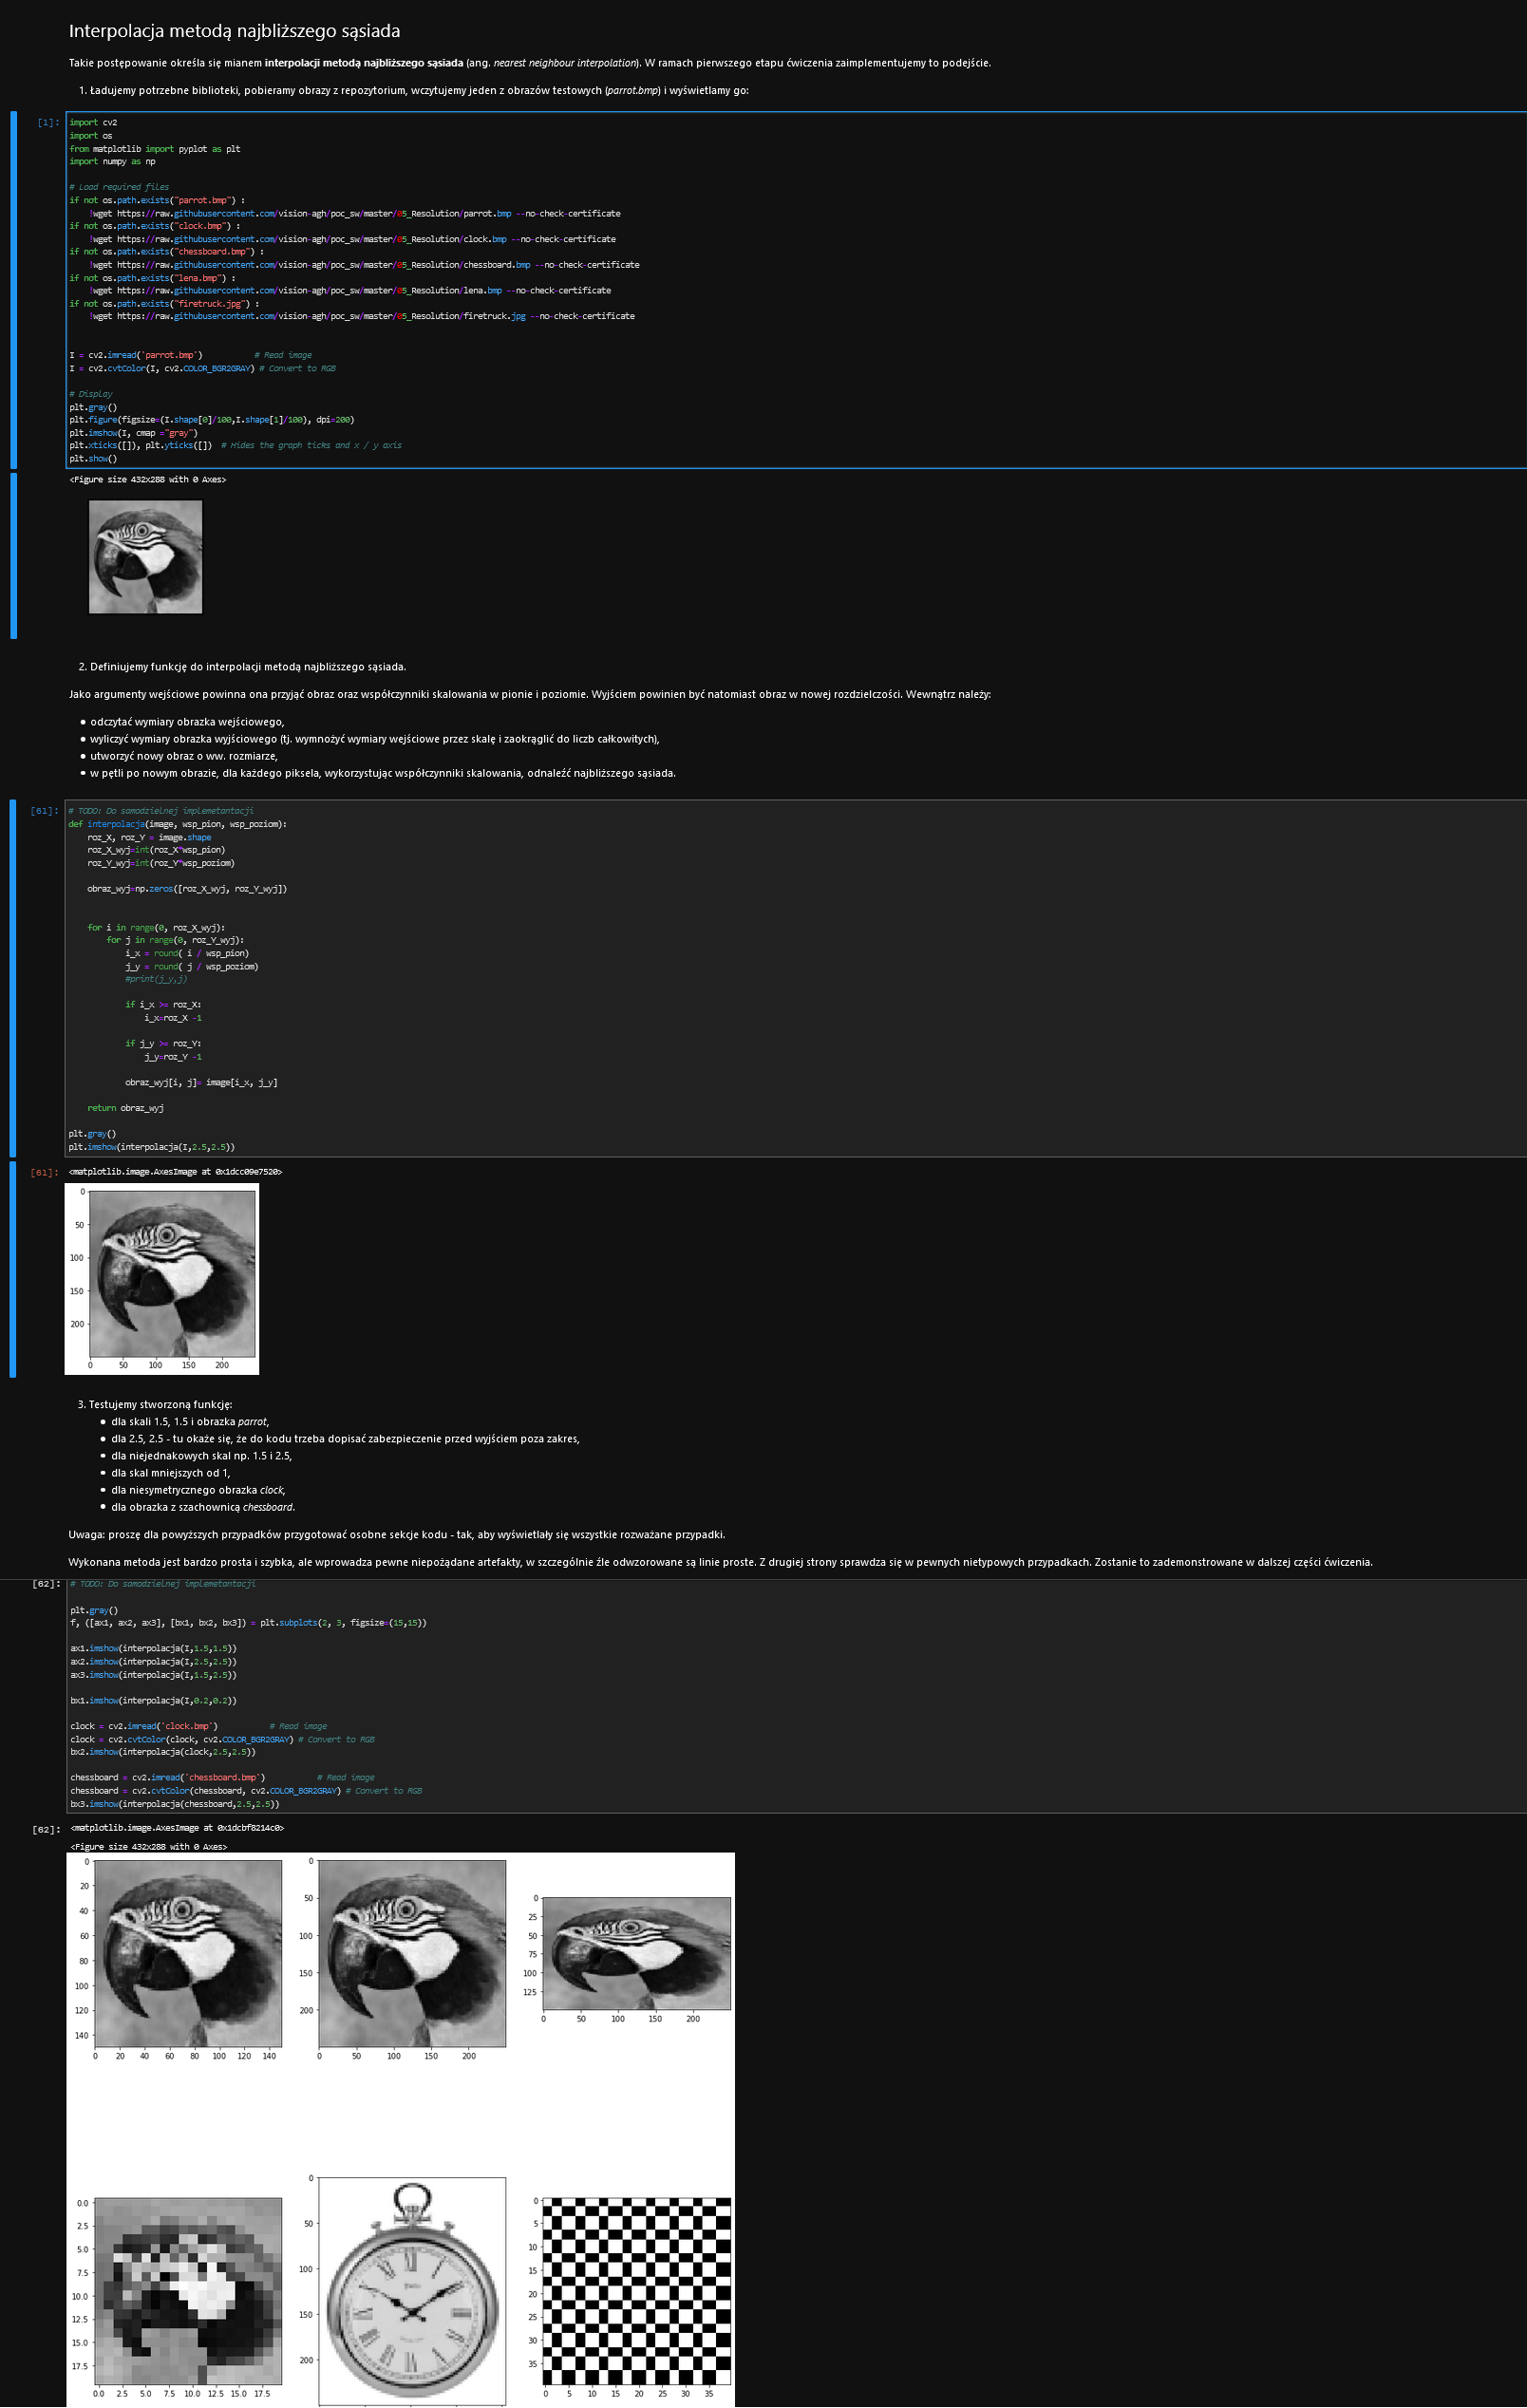 Interpolacja metodą najbliższego sąsiada
Takie postępowanie określa się mianem interpolacji metodą najbliższego sąsiada (ang. nearest neighbour interpolation). W ramach pierwszego etapu ćwiczenia zaimplementujemy to podejście.
1. Ładujemy potrzebne biblioteki, pobieramy obrazy z repozytorium, wczytujemy jeden z obrazów testowych (parrot.bmp) i wyświetlamy go:
[1]:
import cv2
import os
from matplotlib import pyplot as plt
import numpy as np
# Load required files
if not os.path.exists("parrot.bmp") :
!wget https://raw.githubusercontent.com/vision-agh/poc_sw/master/05_Resolution/parrot.bmp --no-check-certificate
if not os.path.exists("clock.bmp") :
!wget https://raw.githubusercontent.com/vision-agh/poc_sw/master/05_Resolution/clock.bmp --no-check-certificate
if not os.path.exists("chessboard.bmp") :
!wget https://raw.githubusercontent.com/vision-agh/poc_sw/master/05_Resolution/chessboard.bmp --no-check-certificate
if not os.path.exists("lena.bmp") :
!wget https://raw.githubusercontent.com/vision-agh/poc_sw/master/05_Resolution/lena.bmp --no-check-certificate
if not os.path.exists("firetruck.jpg") :
!wget https://raw.githubusercontent.com/vision-agh/poc_sw/master/05_Resolution/firetruck.jpg --no-check-certificate
I = cv2.imread('parrot.bmp') # Read image
I = cv2.cvtColor(I, cv2.COLOR_BGR2GRAY) # Convert to RGB
# Display
plt.gray()
plt.figure(figsize=(I.shape[0]/100,I.shape[1]/100), dpi=200)
plt.imshow(I, cmap ="gray")
plt.xticks([]), plt.yticks([]) # Hides the graph ticks and x / y axis
plt.show()
<Figure size 432x288 with 0 Axes>
2. Definiujemy funkcję do interpolacji metodą najbliższego sąsiada.
Jako argumenty wejściowe powinna ona przyjąć obraz oraz współczynniki skalowania w pionie i poziomie. Wyjściem powinien być natomiast obraz w nowej rozdzielczości. Wewnątrz należy:
• odczytać wymiary obrazka wejściowego,
• wyliczyć wymiary obrazka wyjściowego (tj. wymnożyć wymiary wejściowe przez skalę i zaokrąglić do liczb całkowitych),
• utworzyć nowy obraz o ww. rozmiarze,
• w pętli po nowym obrazie, dla każdego piksela, wykorzystując współczynniki skalowania, odnaleźć najbliższego sąsiada.
[61]:
# TODO: Do samodzielnej implemetantacji
def interpolacja(image, wsp_pion, wsp_poziom):
roz_X, roz_Y = image.shape
roz_X_wyj=int(roz_X*wsp_pion)
roz_Y_wyj=int(roz_Y*wsp_poziom)
obraz_wyj=np.zeros([roz_X_wyj, roz_Y_wyj])
for i in range(0, roz_X_wyj):
for j in range(0, roz_Y_wyj):
i_x = round( i / wsp_pion)
j_y = round( j / wsp_poziom)
#print(j_y,j)
if i_x >= roz_X:
i_x=roz_X -1
if j_y >= roz_Y:
j_y=roz_Y -1
obraz_wyj[i, j]= image[i_x, j_y]
return obraz_wyj
plt.gray()
plt.imshow(interpolacja(I,2.5,2.5))
[61]: <matplotlib.image.AxesImage at 0x1dcc09e7520>
0
50
100
150
200
0 50 100 150 200
3. Testujemy stworzoną funkcję:
• dla skali 1.5, 1.5 i obrazka parrot,
• dla 2.5, 2.5 - tu okaże się, że do kodu trzeba dopisać zabezpieczenie przed wyjściem poza zakres,
• dla niejednakowych skal np. 1.5 i 2.5,
• dla skal mniejszych od 1,
• dla niesymetrycznego obrazka clock,
• dla obrazka z szachownicą chessboard.
Uwaga: proszę dla powyższych przypadków przygotować osobne sekcje kodu - tak, aby wyświetlały się wszystkie rozważane przypadki.
Wykonana metoda jest bardzo prosta i szybka, ale wprowadza pewne niepożądane artefakty, w szczególnie źle odwzorowane są linie proste. Z drugiej strony sprawdza się w pewnych nietypowych przypadkach. Zostanie to zademonstrowane w dalszej części ćwiczenia.
[62]:
# TODO: Do samodzielnej implemetantacji
plt.gray()
f, ([ax1, ax2, ax3], [bx1, bx2, bx3]) = plt.subplots(2, 3, figsize=(15,15))
ax1.imshow(interpolacja(I,1.5,1.5))
ax2.imshow(interpolacja(I,2.5,2.5))
ax3.imshow(interpolacja(I,1.5,2.5))
bx1.imshow(interpolacja(I,0.2,0.2))
clock = cv2.imread('clock.bmp') # Read image
clock = cv2.cvtColor(clock, cv2.COLOR_BGR2GRAY) # Convert to RGB
bx2.imshow(interpolacja(clock,2.5,2.5))
chessboard = cv2.imread('chessboard.bmp') # Read image
chessboard = cv2.cvtColor(chessboard, cv2.COLOR_BGR2GRAY) # Convert to RGB
bx3.imshow(interpolacja(chessboard,2.5,2.5))
[62]: <matplotlib.image.AxesImage at 0x1dcbf8214c0>
<Figure size 432x288 with 0 Axes>
0
20
40
60
80
100
120
140
0 20 40 60 80 100 120 140
0
50
100
150
200
0 50 100 150 200
0
25
50
75
100
125
0 50 100 150 200
0.0
2.5
5.0
7.5
10.0
12.5
15.0
17.5
0.0 2.5 5.0 7.5 10.0 12.5 15.0 17.5
0
50
100
150
200
0
5
10
15
20
25
30
35
0 5 10 15 20 25 30 35